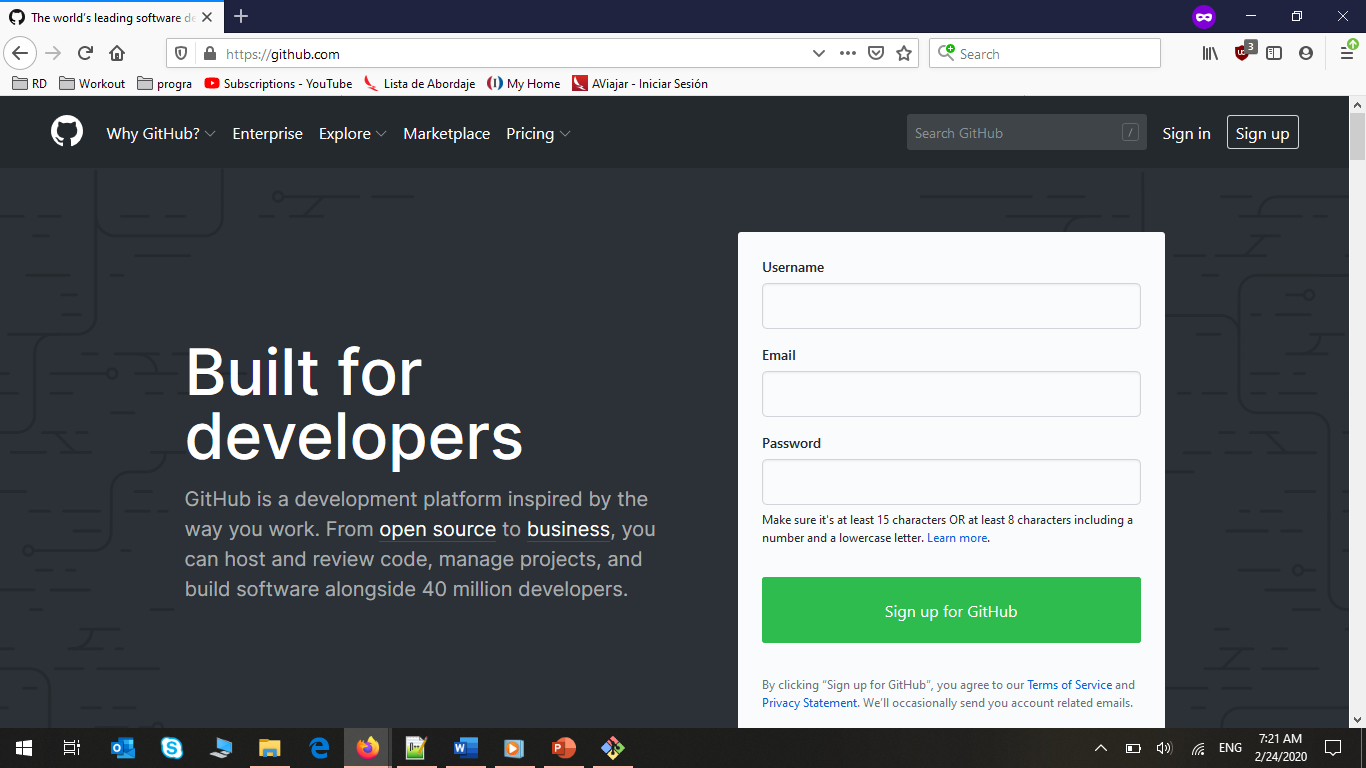 The world's leading software de
https://github.com
Search
3
RD
Workout
progra
Subscriptions - YouTube
Lista de Abordaje
My Home
AViajar - Iniciar Sesión
Why GitHub?
Enterprise
Explore
Marketplace
Pricing
Search GitHub
/
Sign in
Sign up
Built for
developers
GitHub is a development platform inspired by the
way you work. From open source to business, you
can host and review code, manage projects, and
build software alongside 40 million developers.
Username
Email
Password
Make sure it's at least 15 characters OR at least 8 characters including a
number and a lowercase letter. Learn more.
Sign up for GitHub
By clicking “Sign up for GitHub”, you agree to our Terms of Service and
Privacy Statement. We'll occasionally send you account related emails.
ENG
7:21 AM
2/24/2020